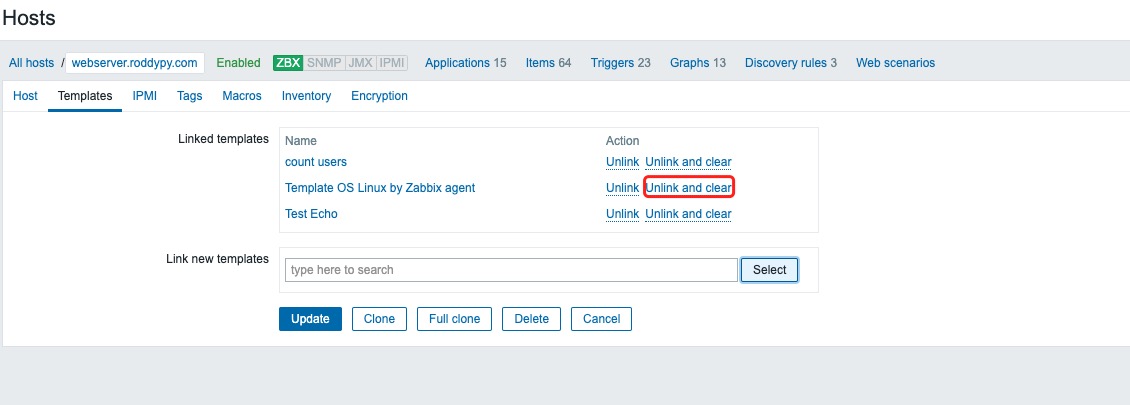 Hosts
All hosts / webserver.roddypy.com Enabled ZBX SNMP JMX IPMI Applications 15 Items 64 Triggers 23 Graphs 13 Discovery rules 3 Web scenarios
Host Templates IPMI Tags Macros Inventory Encryption
Linked templates Name Action
count users Unlink Unlink and clear
Template OS Linux by Zabbix agent Unlink Unlink and clear
Test Echo Unlink Unlink and clear
Link new templates type here to search Select
Update Clone Full clone Delete Cancel